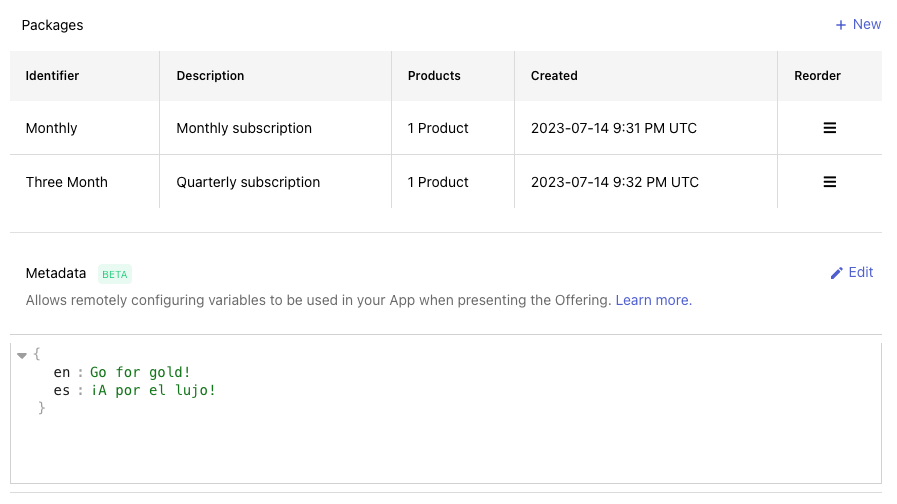 Packages
+ New
Identifier Description Products Created Reorder
Monthly Monthly subscription 1 Product 2023-07-14 9:31 PM UTC
Three Month Quarterly subscription 1 Product 2023-07-14 9:32 PM UTC
Metadata BETA
Edit
Allows remotely configuring variables to be used in your App when presenting the Offering. Learn more.
{
en : Go for gold!
es : ¡A por el lujo!
}